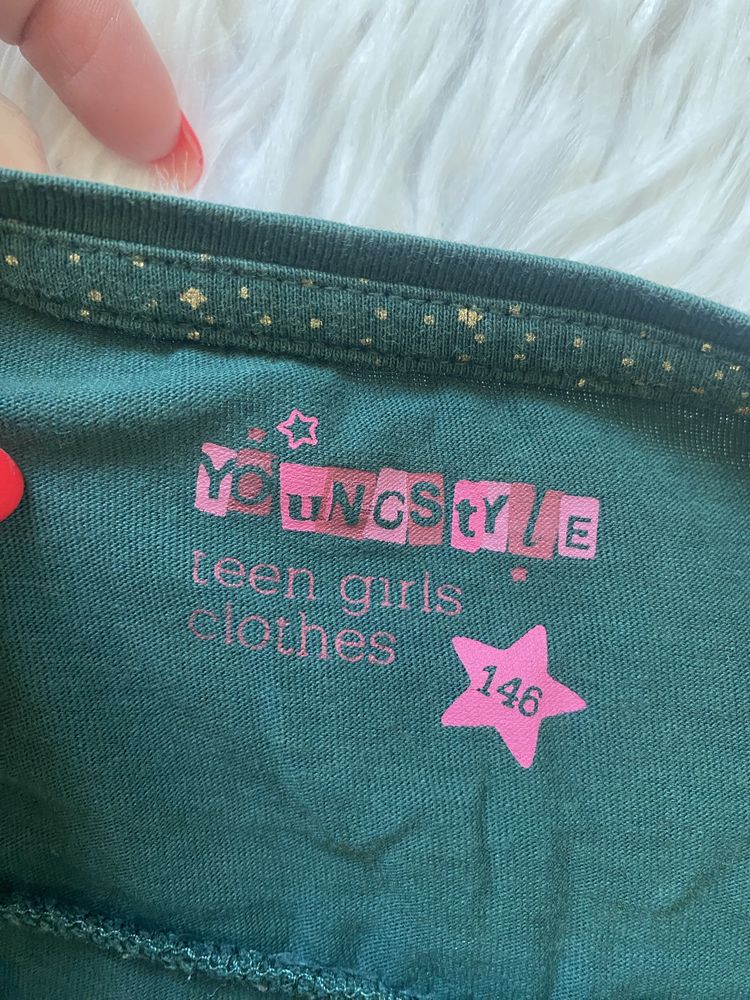 YOUNGStYLE
teen girls
clothes
146